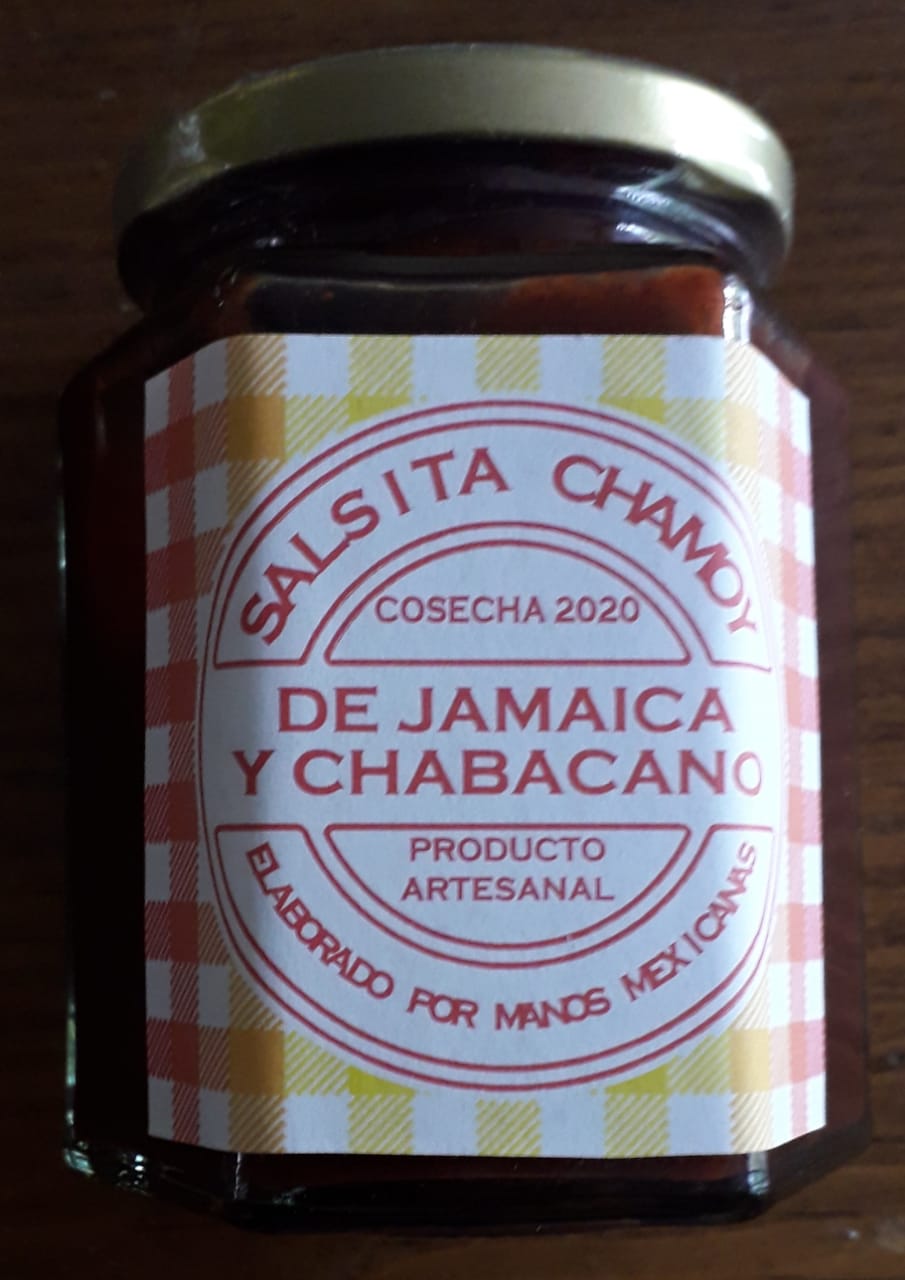 SALSITA CHAMOY
COSECHA 2020
DE JAMAICA
Y CHABACANO
PRODUCTO
ARTESANAL
ELABORADO POR MANOS MEXICANAS